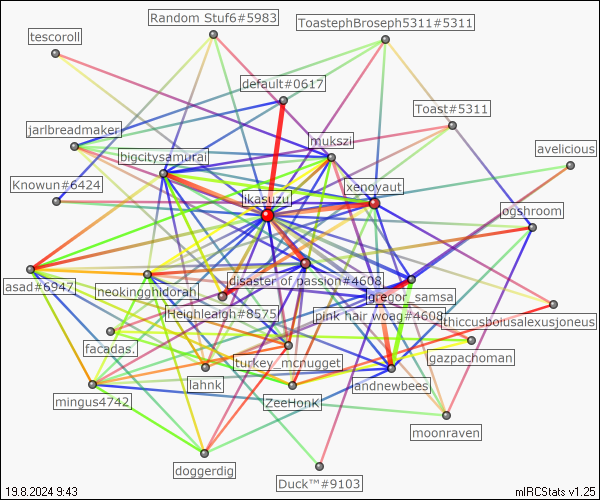 Random Stuf6#5983
ToastephBroseph5311#5311
tescoroll
default#0617
Toast#5311
jarlbreadmaker
mukszi
avelicious
bigcitysamurai
Knowun#6424
xenovaut
ikasuzu
ogshroom
asad#6947
neokingghidorah
disaster of passion#4608
gregor_samsa
Heighleaigh#8575
pink hair woag#4608
thiccusboiusalexusjoneus
facadas.
turkey_mcnugget
gazpachoman
lahnk
andnewbees
mingus4742
ZeeHonk
moonraven
doggerdig
Duck™#9103
19.8.2024 9:43
mIRCStats v1.25